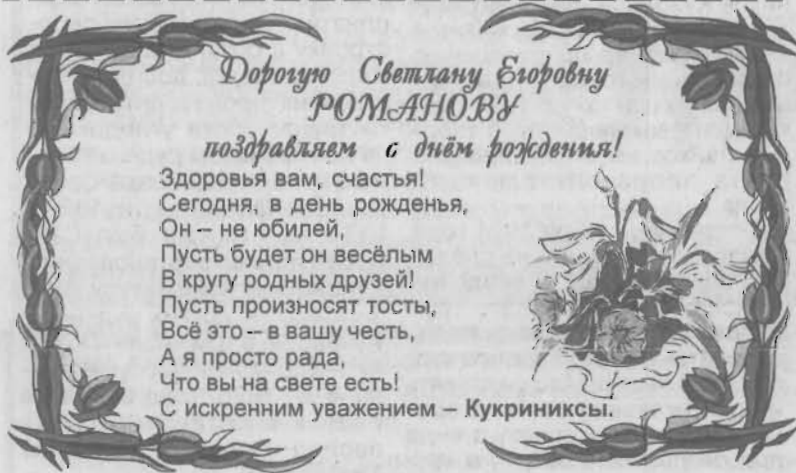 Дорогую Светлану Егоровну
РОМАНОВУ
поздравляем с днём рождения!
Здоровья вам, счастья!
Сегодня, в день рожденья,
Он – не юбилей,
Пусть будет он весёлым
В кругу родных друзей!
Пусть произносят тосты,
Всё это – в вашу честь,
А я просто рада,
Что вы на свете есть!
С искренним уважением – Кукриниксы.